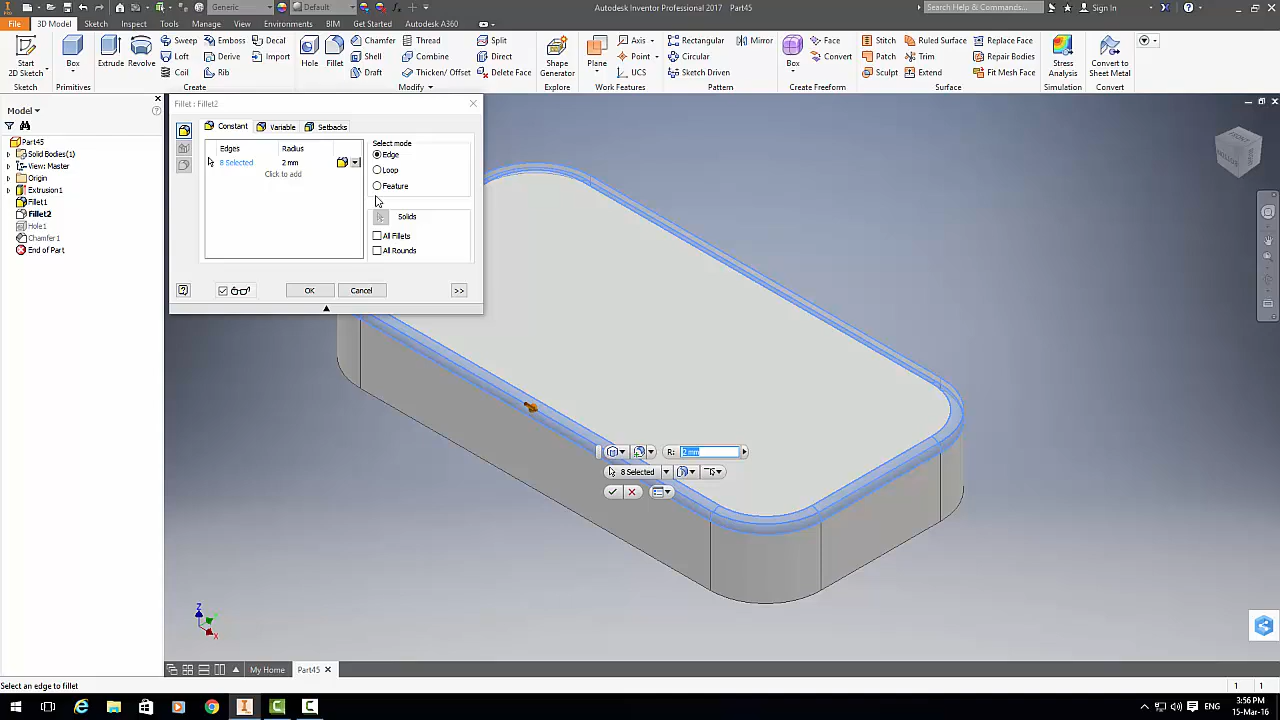 Generic
Default
Autodesk Inventor Professional 2017 Part45
Search Help & Commands...
Sign In
File
3D Model
Sketch
Inspect
Tools
Manage
View
Environments
BIM
Get Started
Autodesk A360
Start
2D Sketch
Sketch
Box
Primitives
Extrude
Revolve
Sweep
Loft
Coil
Emboss
Derive
Rib
Decal
Import
Create
Hole
Fillet
Chamfer
Shell
Draft
Thread
Combine
Thicken/ Offset
Split
Direct
Delete Face
Modify
Shape
Generator
Explore
Plane
Axis
Point
UCS
Work Features
Rectangular
Circular
Sketch Driven
Mirror
Pattern
Box
Face
Convert
Create Freeform
Stitch
Patch
Sculpt
Ruled Surface
Trim
Extend
Replace Face
Repair Bodies
Fit Mesh Face
Surface
Stress
Analysis
Simulation
Convert to
Sheet Metal
Convert
Model
Part45
Solid Bodies(1)
View: Master
Origin
Extrusion1
Fillet1
Fillet2
Hole1
Chamfer1
End of Part
Fillet : Fillet2
Constant
Variable
Setbacks
Edges
Radius
8 Selected
2 mm
Click to add
Select mode
Edge
Loop
Feature
Solids
All Fillets
All Rounds
OK
Cancel
>>
R:
2 mm
8 Selected
Z
X
My Home
Part45
Select an edge to fillet
1
1
ENG
3:56 PM
15-Mar-16